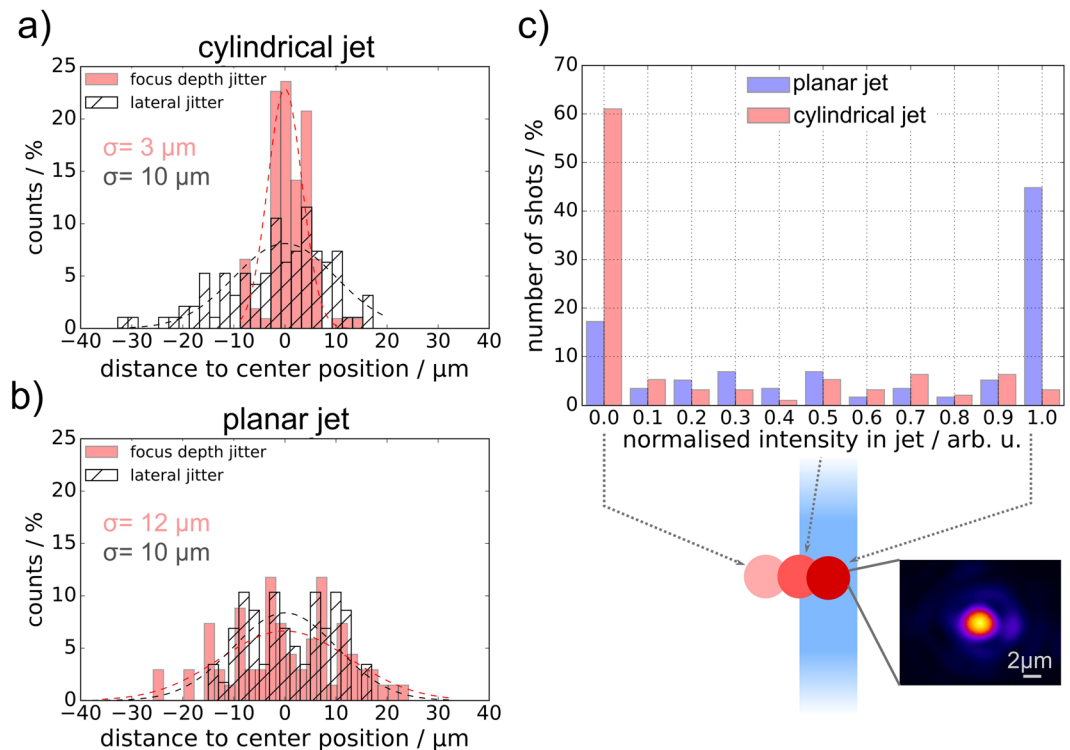 a)
cylindrical jet
25
20
15
10
5
0
counts / %
focus depth jitter
lateral jitter
σ= 3 μm
σ= 10 μm
−40 −30 −20 −10 0 10 20 30 40
distance to center position / μm
b)
planar jet
25
20
15
10
5
0
counts / %
focus depth jitter
lateral jitter
σ= 12 μm
σ= 10 μm
−40 −30 −20 −10 0 10 20 30 40
distance to center position / μm
c)
70
60
50
40
30
20
10
0
number of shots / %
planar jet
cylindrical jet
0.0 0.1 0.2 0.3 0.4 0.5 0.6 0.7 0.8 0.9 1.0
normalised intensity in jet / arb. u.
2μm